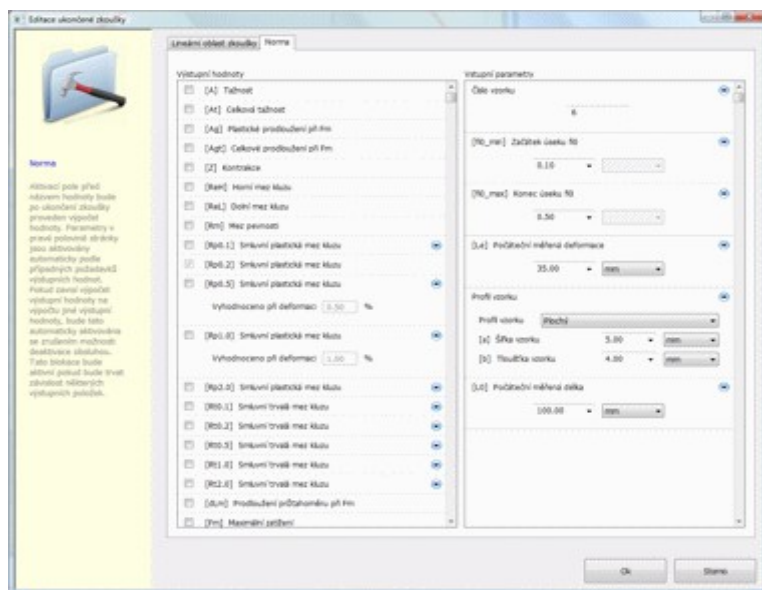 Editace ukončené zkoušky
Lineární oblast zkoušky
Norma
Norma
Aktivací pole před
názvem hodnoty bude
po ukončení zkoušky
proveden výpočet
hodnoty. Parametry v
pravé polovině stránky
jsou aktivovány
automaticky podle
případných požadavků
výstupních hodnot.
Pokud závisí výpočet
výstupní hodnoty na
výpočtu jiné výstupní
hodnoty, bude tato
automaticky aktivována
se zrušením možnosti
deaktivace obsluhou.
Tato blokace bude
aktivní pokud bude trvat
závislost některých
výstupních položek.
Výstupní hodnoty
[A] Tažnost
[At] Celková tažnost
[Ag] Plastické prodloužení při Fm
[Agt] Celkové prodloužení při Fm
[Z] Kontrakce
[ReH] Horní mez kluzu
[ReL] Dolní mez kluzu
[Rm] Mez pevnosti
[Rp0.1] Smluvní plastická mez kluzu
[Rp0.2] Smluvní plastická mez kluzu
[Rp0.5] Smluvní plastická mez kluzu
Vyhodnoceno při deformaci 0.50 %
[Rp1.0] Smluvní plastická mez kluzu
Vyhodnoceno při deformaci 1.00 %
[Rp2.0] Smluvní plastická mez kluzu
[Rt0.1] Smluvní trvalá mez kluzu
[Rt0.2] Smluvní trvalá mez kluzu
[Rt0.5] Smluvní trvalá mez kluzu
[Rt1.0] Smluvní trvalá mez kluzu
[Rt2.0] Smluvní trvalá mez kluzu
[dLm] Prodloužení průtahoměru při Fm
[Fm] Maximální zatížení
Vstupní parametry
Číslo vzorku
6
[fi0_min] Začátek úseku fi0
0.10
[fi0_max] Konec úseku fi0
0.50
[Le] Počáteční měřená deformace
35.00 mm
Profil vzorku
Profil vzorku Plochý
[a] Šířka vzorku 5.00 mm
[b] Tloušťka vzorku 4.00 mm
[L0] Počáteční měřená délka
100.00 mm
Ok
Storno